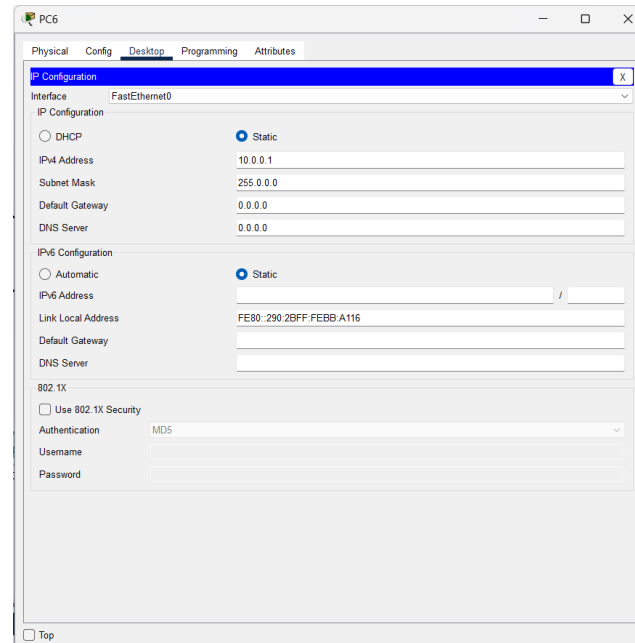 PC6
Physical Config Desktop Programming Attributes
IP Configuration X
Interface FastEthernet0
IP Configuration
DHCP Static
IPv4 Address 10.0.0.1
Subnet Mask 255.0.0.0
Default Gateway 0.0.0.0
DNS Server 0.0.0.0
IPv6 Configuration
Automatic Static
IPv6 Address /
Link Local Address FE80::290:2BFF:FEBB:A116
Default Gateway
DNS Server
802.1X
Use 802.1X Security
Authentication MD5
Username
Password
Top